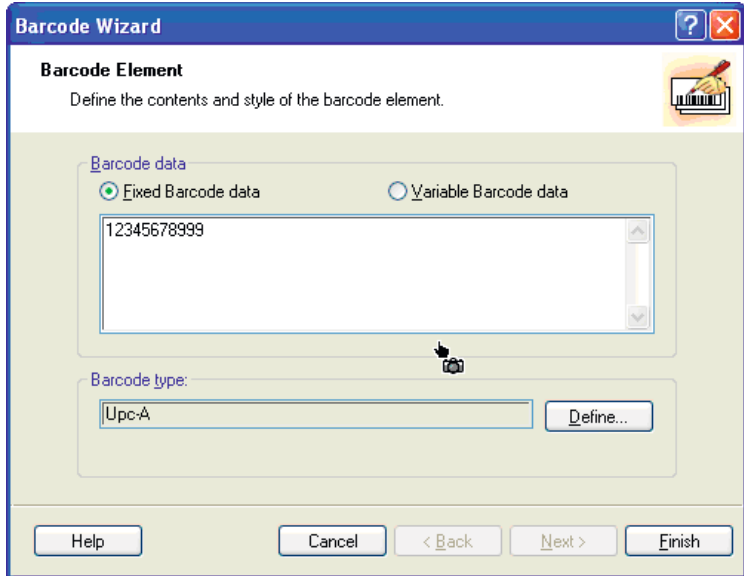 Barcode Wizard
Barcode Element
Define the contents and style of the barcode element.
Barcode data
Fixed Barcode data
Variable Barcode data
12345678999
Barcode type:
Upc-A
Define...
Help
Cancel
< Back
Next >
Finish